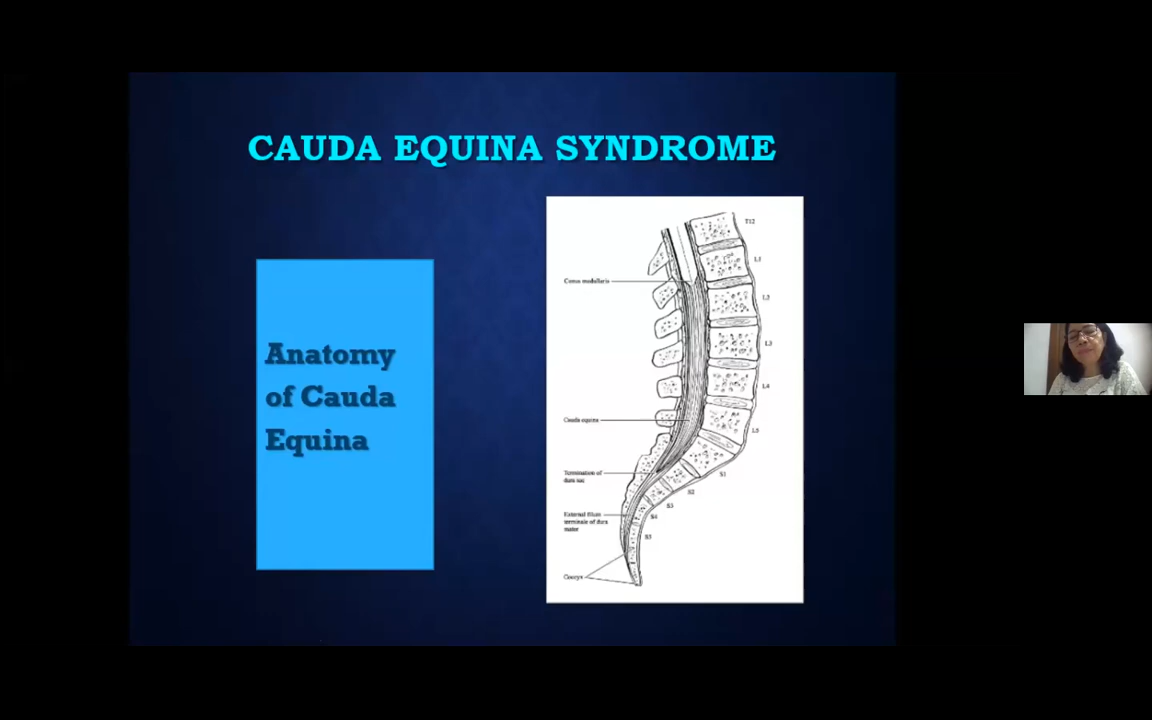 CAUDA EQUINA SYNDROME
Anatomy
of Cauda
Equina
T12
L1
Conus medullaris
L2
L3
L4
Cauda equina
L5
Termination of
dura sac
S1
S2
S3
External filum
terminale of dura
mater
S4
S5
Coccyx